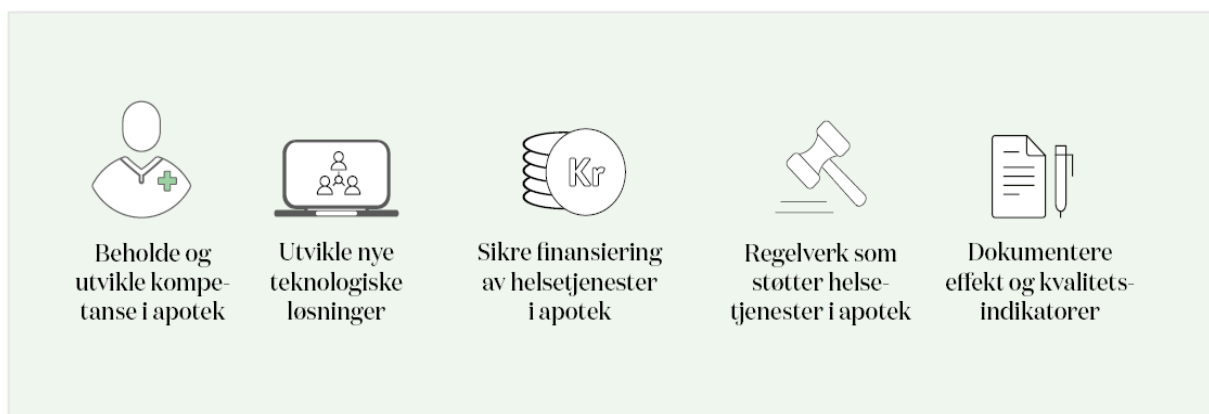 Kr
Beholde og
utvikle kompe-
tanse i apotek
Utvikle nye
teknologiske
løsninger
Sikre finansiering
av helsetjenester
i apotek
Regelverk som
støtter helse-
tjenester i apotek
Dokumentere
effekt og kvalitets-
indikatorer